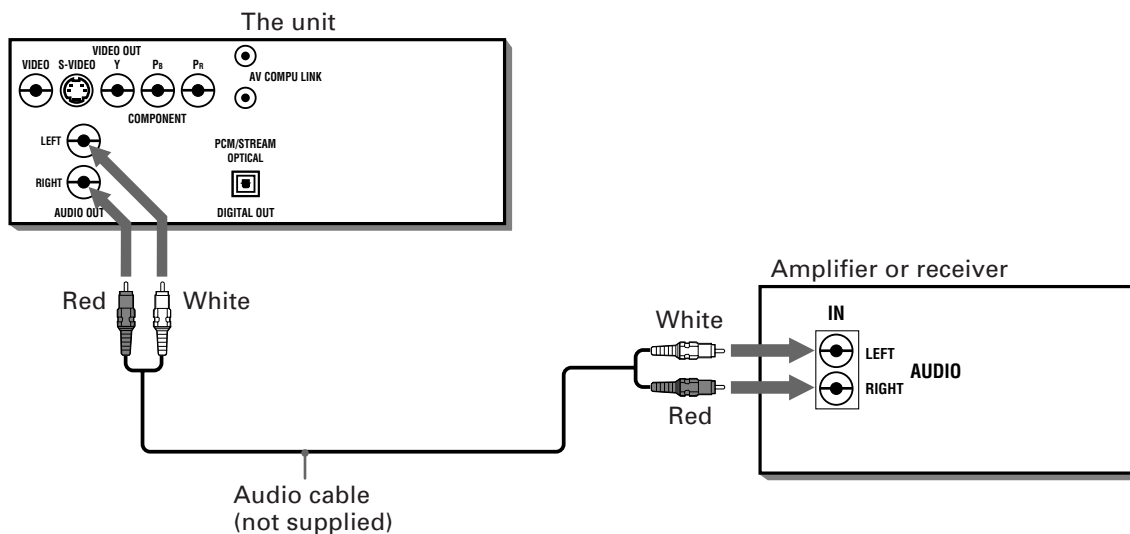 The unit
VIDEO OUT
VIDEO S-VIDEO Y PB PR
AV COMPU LINK
COMPONENT
LEFT
PCM/STREAM
OPTICAL
RIGHT
AUDIO OUT
DIGITAL OUT
Red
White
Amplifier or receiver
IN
White
LEFT
AUDIO
RIGHT
Red
Audio cable
(not supplied)